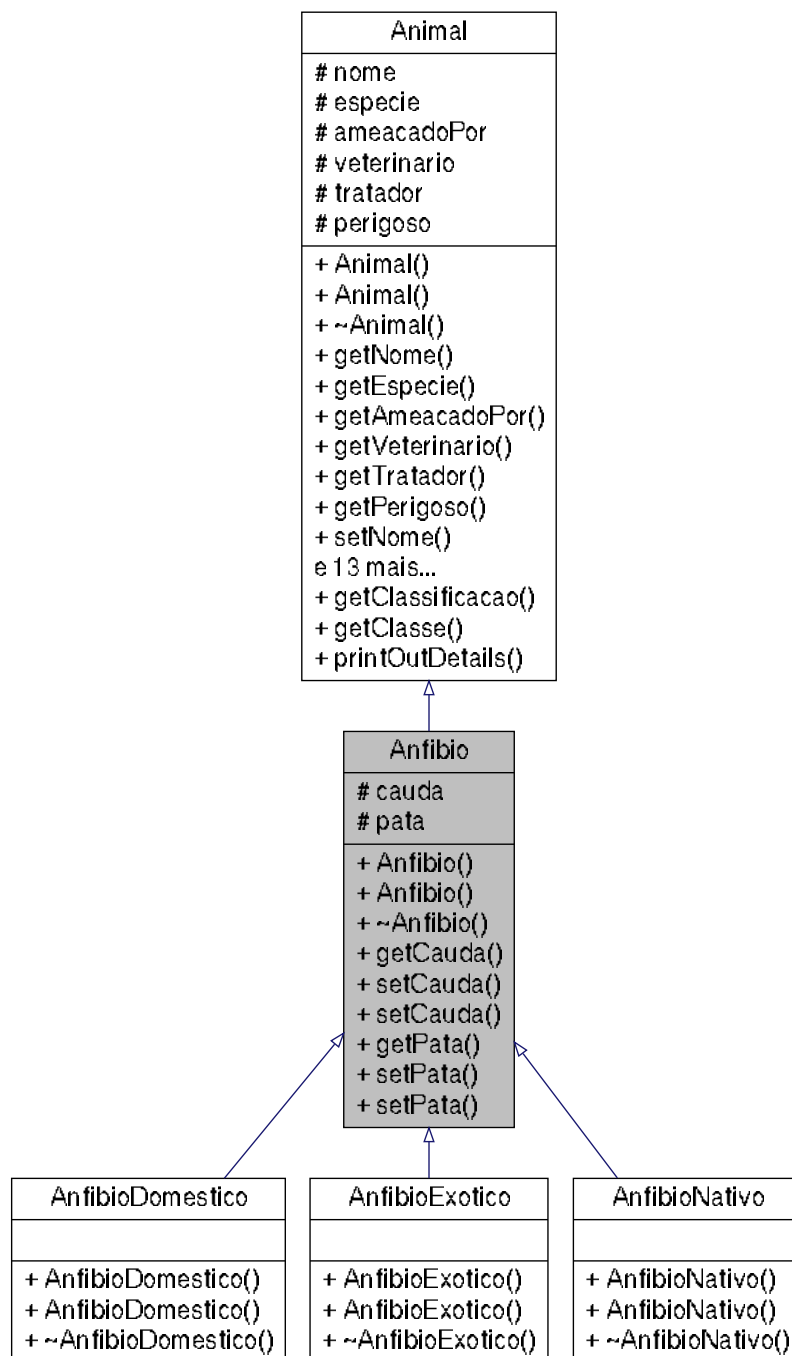 Animal
# nome
# especie
# ameacadoPor
# veterinario
# tratador
# perigoso
+ Animal()
+ Animal()
+ ~Animal()
+ getNome()
+ getEspecie()
+ getAmeacadoPor()
+ getVeterinario()
+ getTratador()
+ getPerigoso()
+ setNome()
e 13 mais...
+ getClassificacao()
+ getClasse()
+ printOutDetails()
Anfibio
# cauda
# pata
+ Anfibio()
+ Anfibio()
+ ~Anfibio()
+ getCauda()
+ setCauda()
+ setCauda()
+ getPata()
+ setPata()
+ setPata()
AnfibioDomestico
+ AnfibioDomestico()
+ AnfibioDomestico()
+ ~AnfibioDomestico()
AnfibioExotico
+ AnfibioExotico()
+ AnfibioExotico()
+ ~AnfibioExotico()
AnfibioNativo
+ AnfibioNativo()
+ AnfibioNativo()
+ ~AnfibioNativo()